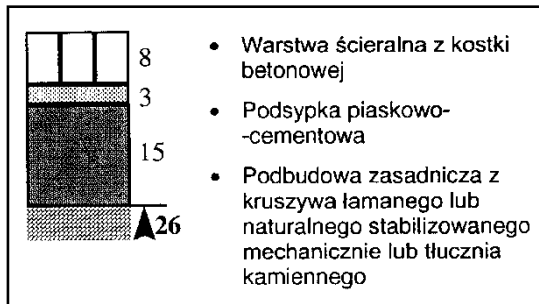 8
3
15
26
• Warstwa ścieralna z kostki
betonowej
• Podsypka piaskowo-
-cementowa
• Podbudowa zasadnicza z
kruszywa łamanego lub
naturalnego stabilizowanego
mechanicznie lub tłucznia
kamiennego